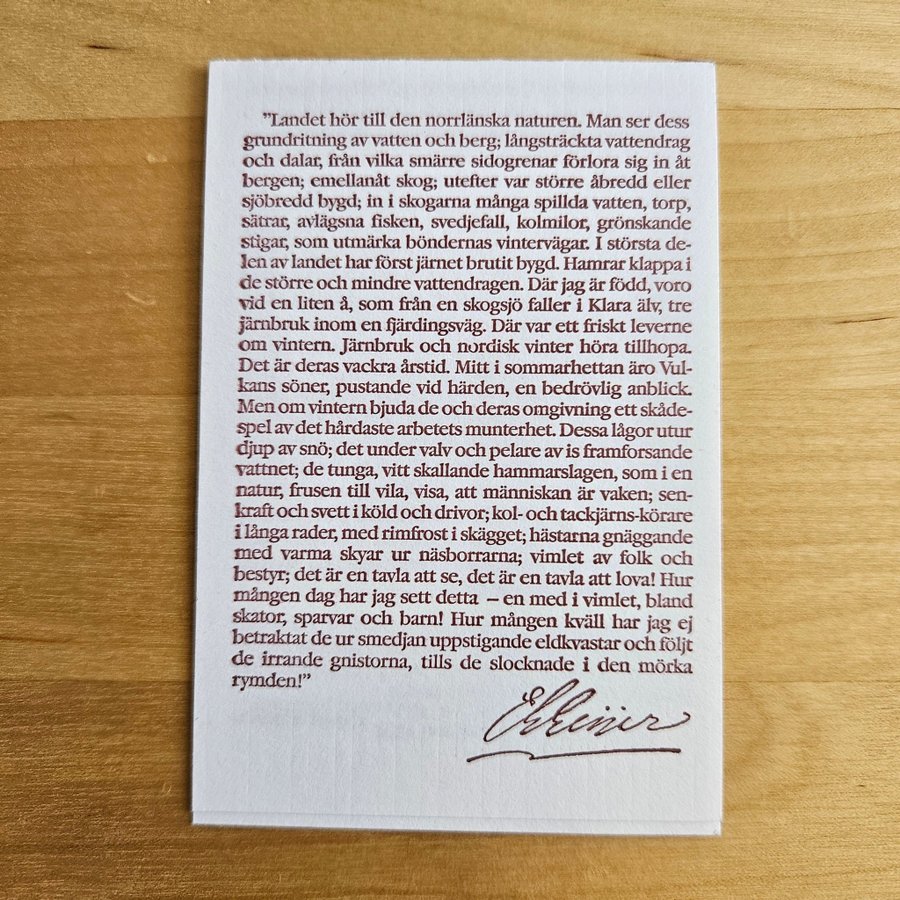 ”Landet hör till den norrlänska naturen. Man ser dess
grundritning av vatten och berg; långsträckta vattendrag
och dalar, från vilka smärre sidogrenar förlora sig in åt
bergen; emellanåt skog; utefter var större åbredd eller
sjöbredd bygd; in i skogarna många spillda vatten, torp,
sätrar, avlägsna fisken, svedjefall, kolmilor, grönskande
stigar, som utmärka böndernas vintervägar. I största de-
len av landet har först järnet brutit bygd. Hamrar klappa i
de större och mindre vattendragen. Där jag är född, voro
vid en liten å, som från en skogsjö faller i Klara älv, tre
järnbruk inom en fjärdingsväg. Där var ett friskt leverne
om vintern. Järnbruk och nordisk vinter höra tillhopa.
Det är deras vackra årstid. Mitt i sommarhettan äro Vul-
kans söner, pustande vid härden, en bedrövlig anblick.
Men om vintern bjuda de och deras omgivning ett skåde-
spel av det hårdaste arbetets munterhet. Dessa lågor utur
djup av snö; det under valv och pelare av is framforsande
vattnet; de tunga, vitt skallande hammarslagen, som i en
natur, frusen till vila, visa, att människan är vaken; sen-
kraft och svett i köld och drivor; kol- och tackjärns-körare
i långa rader, med rimfrost i skägget; hästarna gnäggande
med varma skyar ur näsborrarna; vimlet av folk och
bestyr; det är en tavla att se, det är en tavla att lova! Hur
mången dag har jag sett detta – en med i vimlet, bland
skator, sparvar och barn! Hur mången kväll har jag ej
betraktat de ur smedjan uppstigande eldkvastar och följt
de irrande gnistorna, tills de slocknade i den mörka
rymden!”